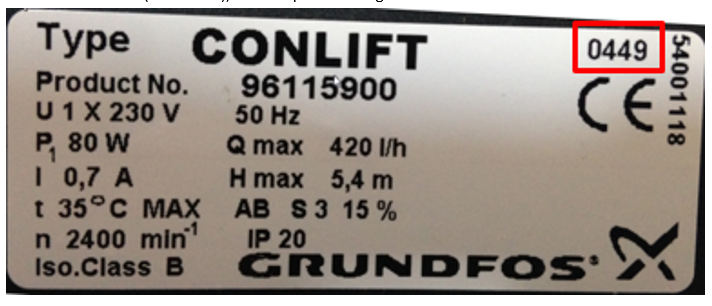 Type CONLIFT 0449
Product No. 96115900
U 1 X 230 V 50 Hz
P1 80 W Q max 420 l/h
I 0,7 A H max 5,4 m
t 35°C MAX AB S 3 15 %
n 2400 min-1 IP 20
Iso.Class B GRUNDFOS
CE
54001118